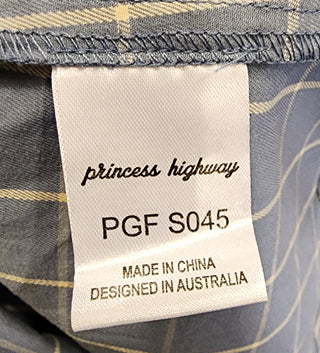 princess highway
PGF S045
MADE IN CHINA
DESIGNED IN AUSTRALIA